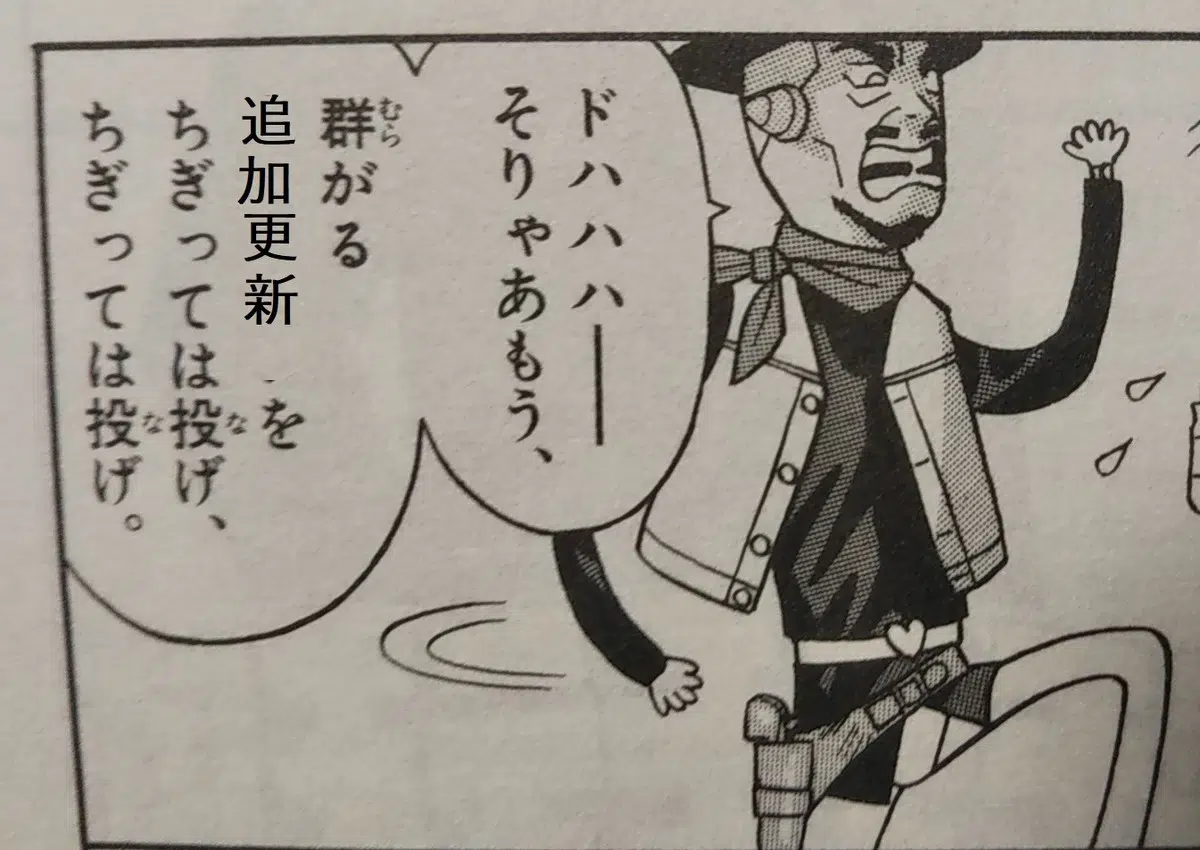 ドハハハ――
そりゃあもう、
群がる
追加更新を
ちぎっては投げ、
ちぎっては投げ。